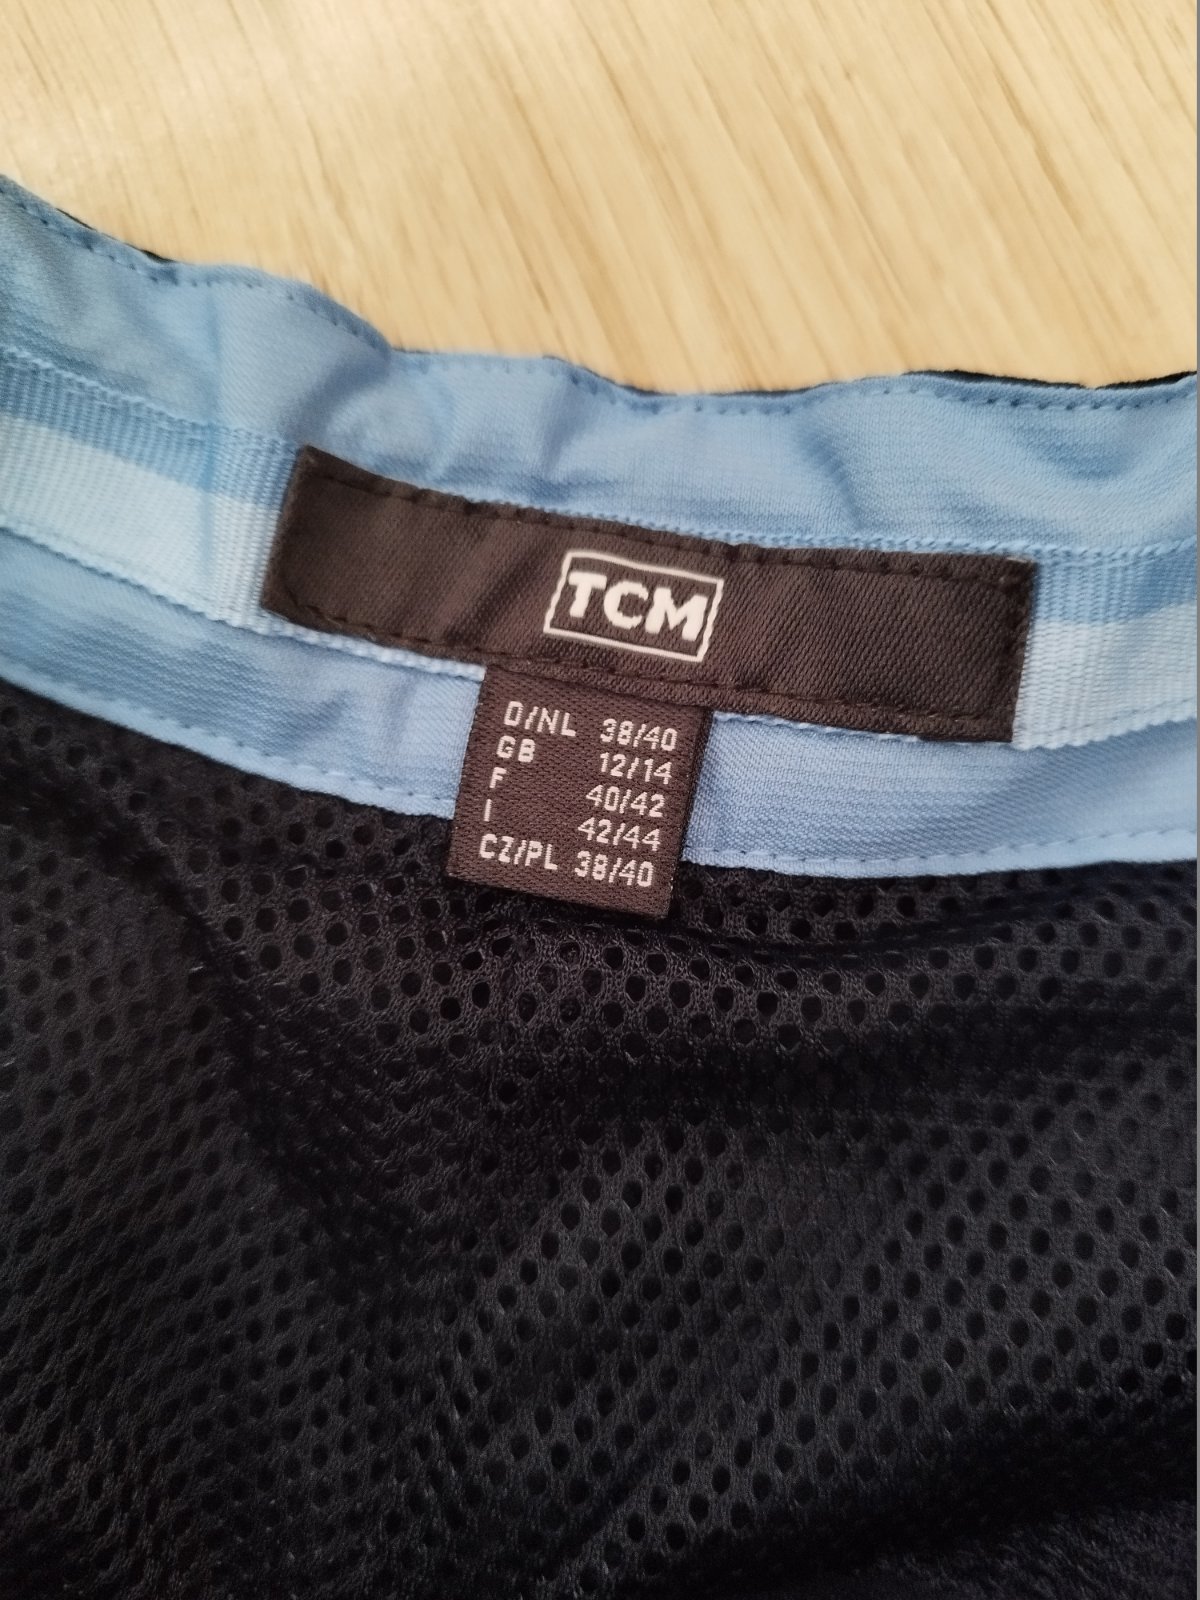 TCM
D/NL 38/40
GB 12/14
F 40/42
I 42/44
CZ/PL 38/40